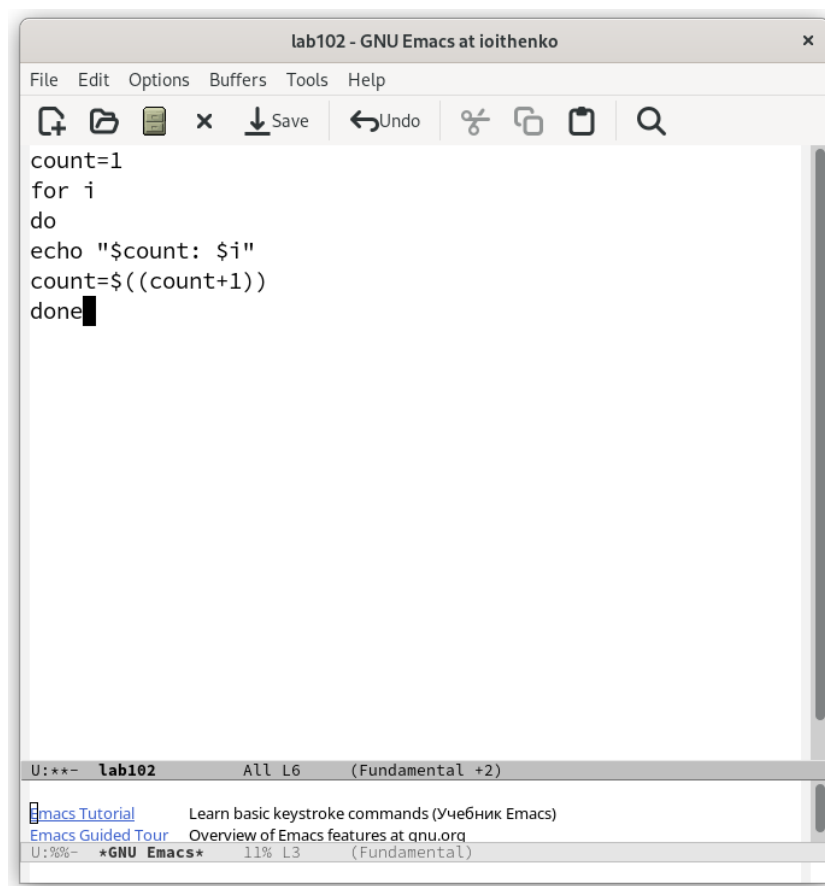 lab102 - GNU Emacs at ioithenko ×
File Edit Options Buffers Tools Help
Save Undo
count=1
for i
do
echo "$count: $i"
count=$((count+1))
done
U:**- lab102 All L6 (Fundamental +2)
Emacs Tutorial Learn basic keystroke commands (Учебник Emacs)
Emacs Guided Tour Overview of Emacs features at gnu.org
U:%%- *GNU Emacs* 11% L3 (Fundamental)